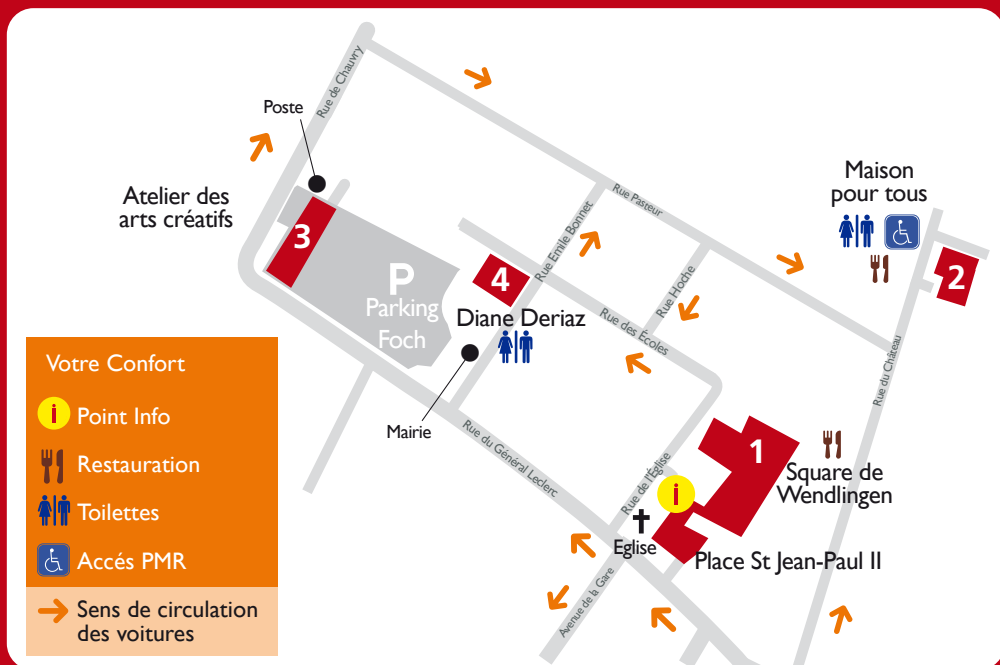 Rue de Chauvry
Poste
Atelier des
arts créatifs
3
P
Parking
Foch
4
Diane Deriaz
Mairie
Rue Emile Bonnet
Rue Pasteur
Rue Hoche
Rue des Écoles
Maison
pour tous
2
Rue du Château
Rue du Général Leclerc
Rue de l'Église
1
Square de
Wendlingen
i
Eglise
Place St Jean-Paul II
Avenue de la Gare
Votre Confort
i Point Info
Restauration
Toilettes
Accés PMR
Sens de circulation
des voitures